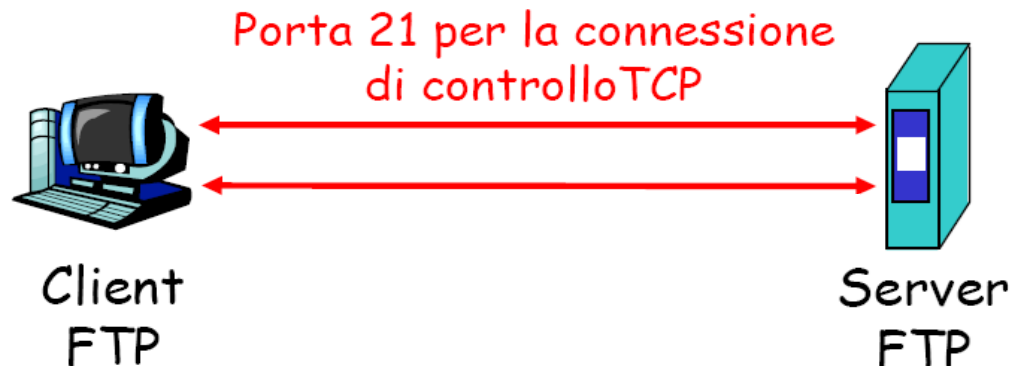 Porta 21 per la connessione
di controlloTCP
Client
FTP
Server
FTP